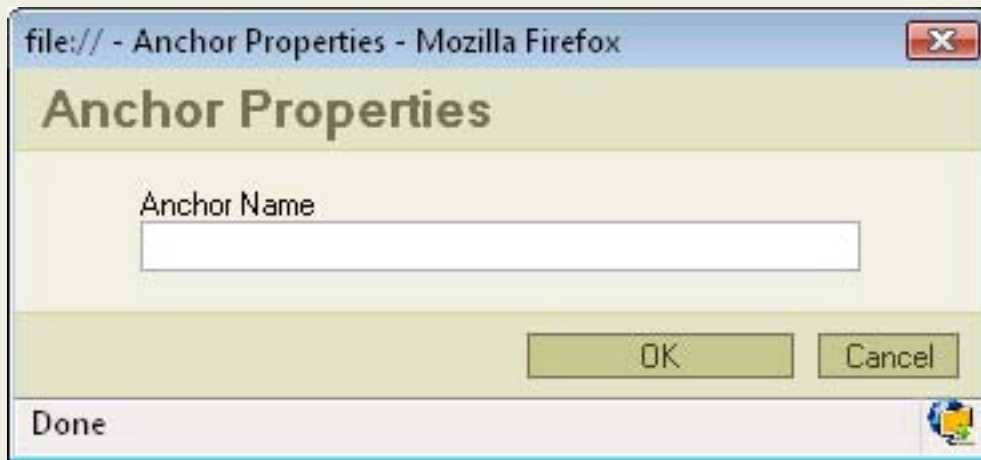 file:// - Anchor Properties - Mozilla Firefox
Anchor Properties
Anchor Name
OK Cancel
Done